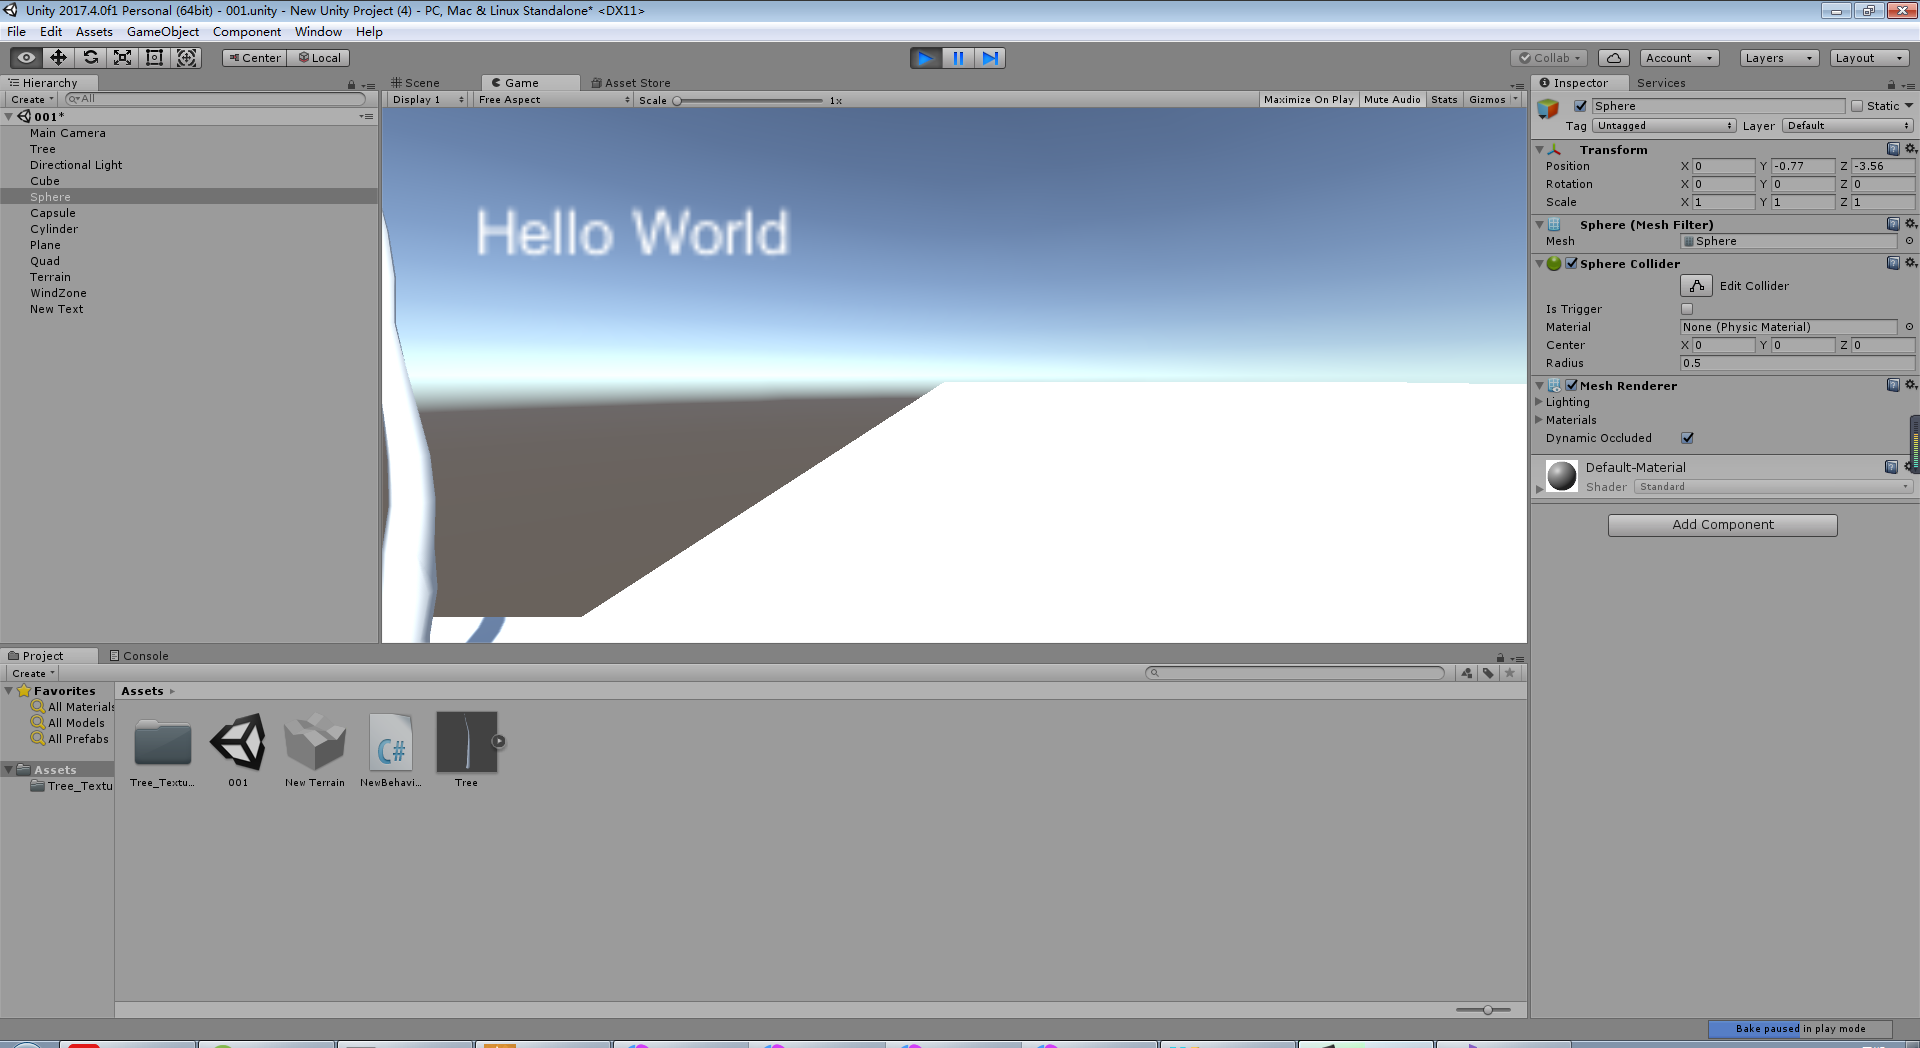 Unity 2017.4.0f1 Personal (64bit) - 001.unity - New Unity Project (4) - PC, Mac & Linux Standalone* <DX11>
File Edit Assets GameObject Component Window Help
Center Local
Collab Account Layers Layout
Hierarchy
Create All
001*
Main Camera
Tree
Directional Light
Cube
Sphere
Capsule
Cylinder
Plane
Quad
Terrain
WindZone
New Text
Scene Game Asset Store
Display 1 Free Aspect Scale 1x Maximize On Play Mute Audio Stats Gizmos
Hello World
Inspector Services
Sphere Static
Tag Untagged Layer Default
Transform
Position X 0 Y -0.77 Z -3.56
Rotation X 0 Y 0 Z 0
Scale X 1 Y 1 Z 1
Sphere (Mesh Filter)
Mesh Sphere
Sphere Collider
Edit Collider
Is Trigger
Material None (Physic Material)
Center X 0 Y 0 Z 0
Radius 0.5
Mesh Renderer
Lighting
Materials
Dynamic Occluded
Default-Material
Shader Standard
Add Component
Project Console
Create
Favorites
All Materials
All Models
All Prefabs
Assets
Tree_Textu
Assets
C#
Tree_Textu... 001 New Terrain NewBehavi... Tree
Bake paused in play mode